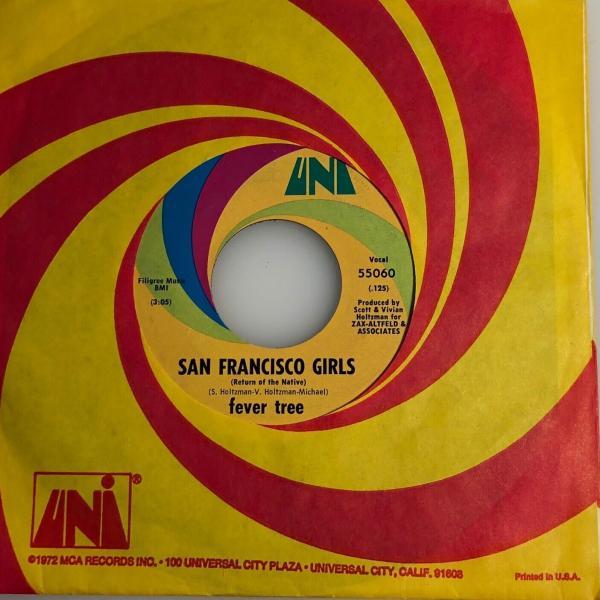 UNI
Vocal
55060
(.125)
Filigree Music
BMI
(3:05)
Produced by
Scott & Vivian
Holtzman for
ZAX-ALTFELD &
ASSOCIATES
SAN FRANCISCO GIRLS
(Return of the Native)
(S. Holtzman-V. Holtzman-Michael)
fever tree
UNI®
©1972 MCA RECORDS INC. • 100 UNIVERSAL CITY PLAZA • UNIVERSAL CITY, CALIF. 91608
Printed in U.S.A.